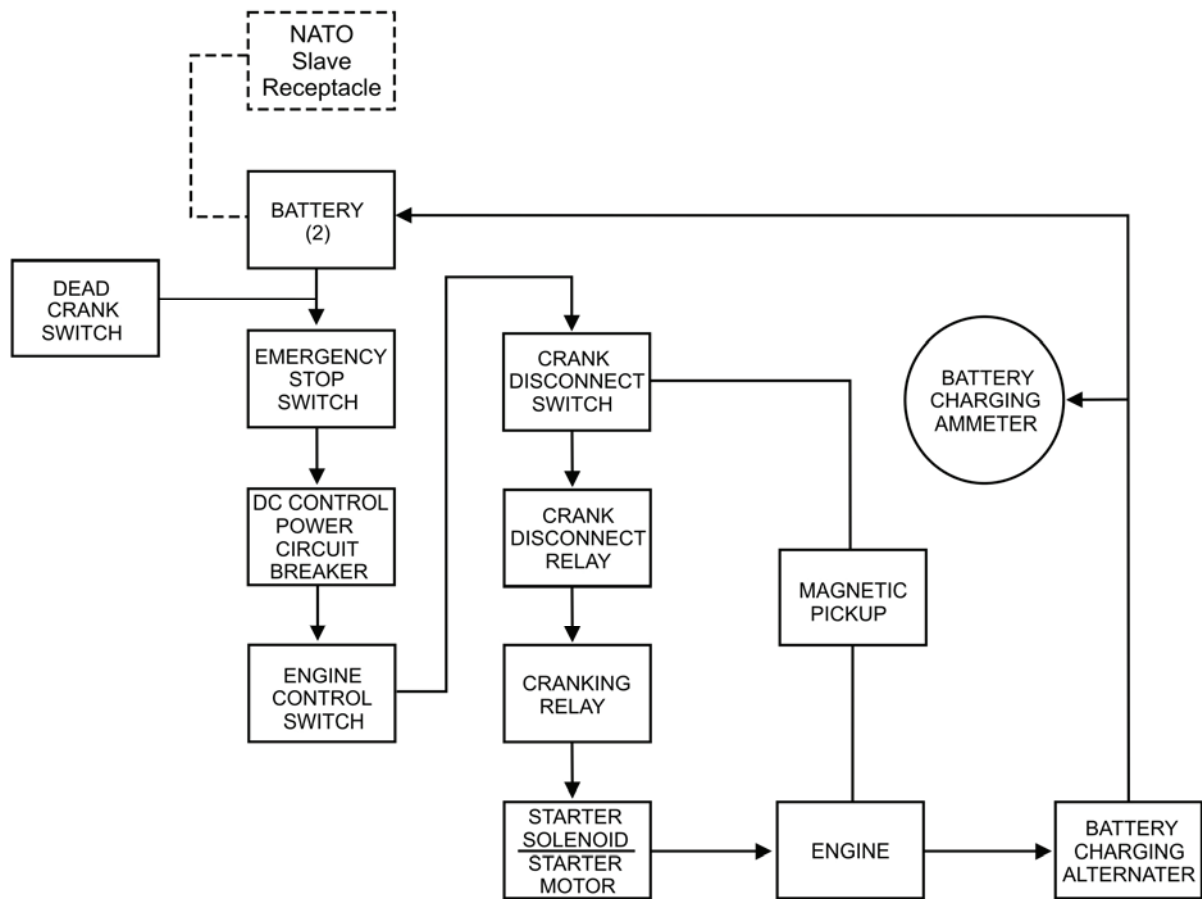 NATO
Slave
Receptacle
BATTERY
(2)
DEAD
CRANK
SWITCH
EMERGENCY
STOP
SWITCH
DC CONTROL
POWER
CIRCUIT
BREAKER
ENGINE
CONTROL
SWITCH
CRANK
DISCONNECT
SWITCH
CRANK
DISCONNECT
RELAY
CRANKING
RELAY
STARTER
SOLENOID
STARTER
MOTOR
MAGNETIC
PICKUP
ENGINE
BATTERY
CHARGING
AMMETER
BATTERY
CHARGING
ALTERNATER